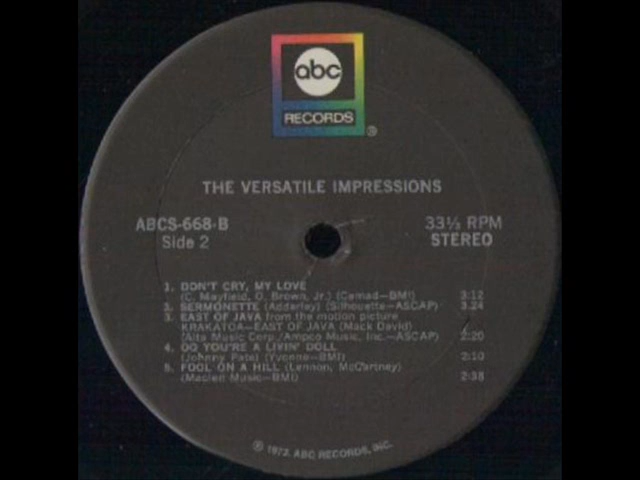 abc
RECORDS
®
THE VERSATILE IMPRESSIONS
ABCS-668-B
33⅓ RPM
Side 2
STEREO
1. DON'T CRY, MY LOVE
(C. Mayfield, O. Brown, Jr.) (Camad—BMI) 3:12
2. SERMONETTE (Adderley) (Silhouette—ASCAP) 3:24
3. EAST OF JAVA from the motion picture
KRAKATOA—EAST OF JAVA (Mack David)
(Alta Music Corp./Ampco Music, Inc.—ASCAP) 2:20
4. OO YOU'RE A LIVIN' DOLL
(Johnny Pate) (Yvonne—BMI) 2:10
5. FOOL ON A HILL (Lennon, McCartney)
(Maclen Music—BMI) 2:38
℗ 1973, ABC RECORDS, INC.